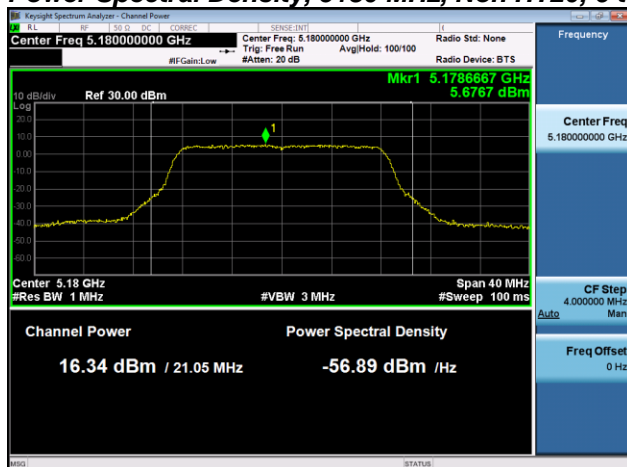 Power Spectral Density, 5180 MHz, Non HT20, 6
Keysight Spectrum Analyzer - Channel Power
RL RF 50 Ω DC CORREC SENSE:INT
Center Freq 5.180000000 GHz
#IFGain:Low
Center Freq: 5.180000000 GHz
Trig: Free Run Avg|Hold: 100/100
#Atten: 20 dB
Radio Std: None
Radio Device: BTS
Mkr1 5.1786667 GHz
5.6767 dBm
10 dB/div Ref 30.00 dBm
Log
20.0
10.0
0.00
-10.0
-20.0
-30.0
-40.0
-50.0
-60.0
1
Center 5.18 GHz Span 40 MHz
#Res BW 1 MHz #VBW 3 MHz #Sweep 100 ms
Channel Power
16.34 dBm / 21.05 MHz
Power Spectral Density
-56.89 dBm /Hz
Frequency
Center Freq
5.180000000 GHz
CF Step
4.000000 MHz
Auto Man
Freq Offset
0 Hz
MSG STATUS